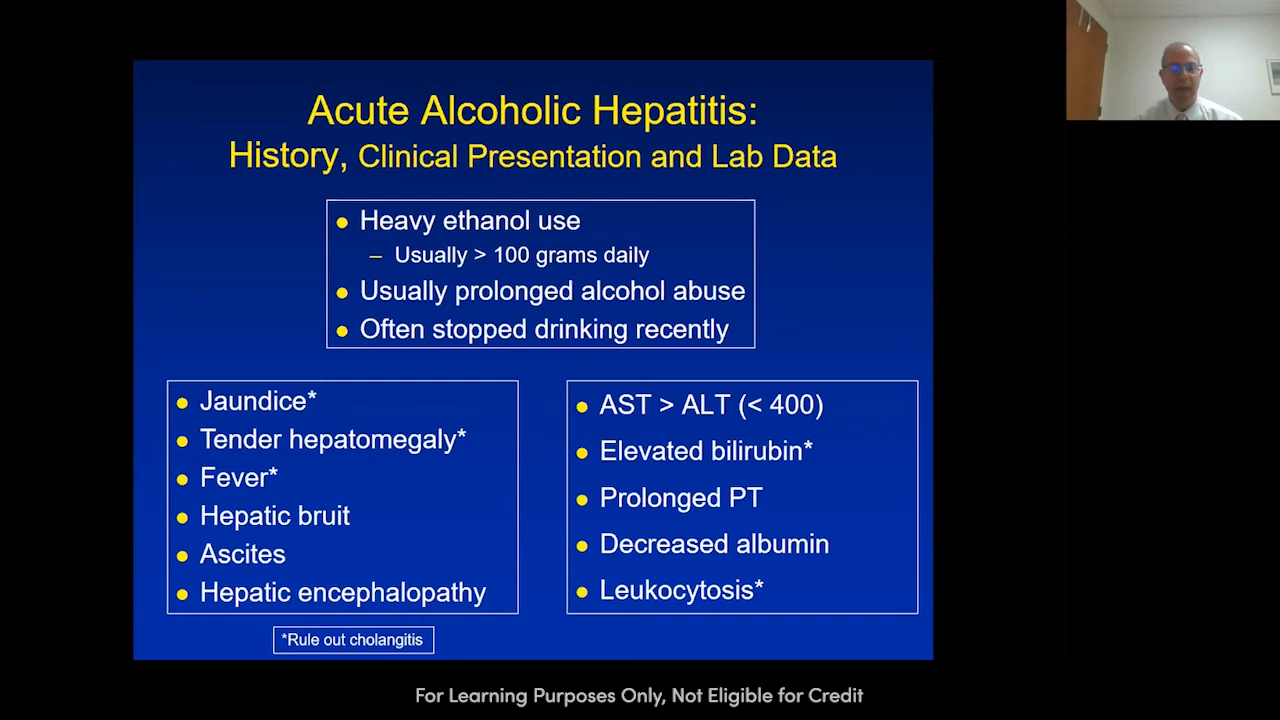 Acute Alcoholic Hepatitis:
History, Clinical Presentation and Lab Data
● Heavy ethanol use
– Usually > 100 grams daily
● Usually prolonged alcohol abuse
● Often stopped drinking recently
● Jaundice*
● Tender hepatomegaly*
● Fever*
● Hepatic bruit
● Ascites
● Hepatic encephalopathy
● AST > ALT (< 400)
● Elevated bilirubin*
● Prolonged PT
● Decreased albumin
● Leukocytosis*
*Rule out cholangitis
For Learning Purposes Only, Not Eligible for Credit